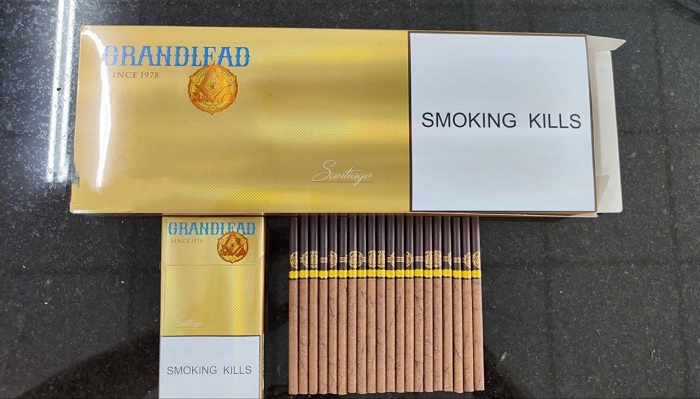 GRANDLEAD
SINCE 1978
Santiago
SMOKING KILLS
GRANDLEAD
SINCE 1978
Santiago
SMOKING KILLS